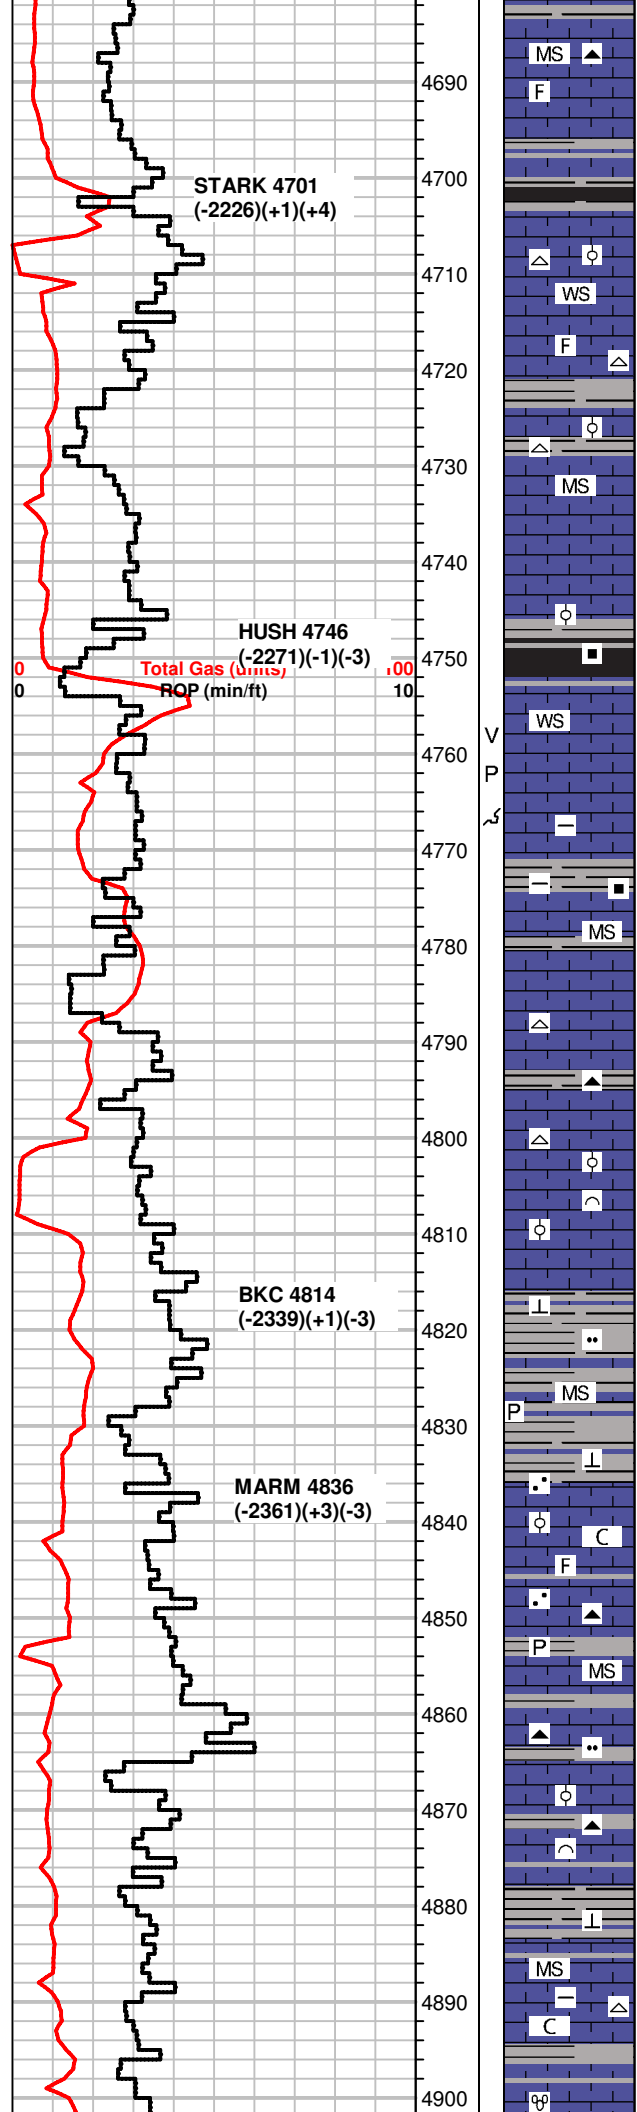 MS
4690
F
4700
STARK 4701
(-2226)(+1)(+4)
4710
WS
F
4720
4730
MS
4740
HUSH 4746
(-2271)(-1)(-3)
4750
0 Total Gas (units) 100
0 ROP (min/ft) 10
WS
V
4760
P
4770
MS
4780
4790
4800
4810
BKC 4814
(-2339)(+1)(-3)
4820
MS
P
4830
MARM 4836
(-2361)(+3)(-3)
4840
C
F
4850
P
MS
4860
4870
4880
MS
4890
C
4900